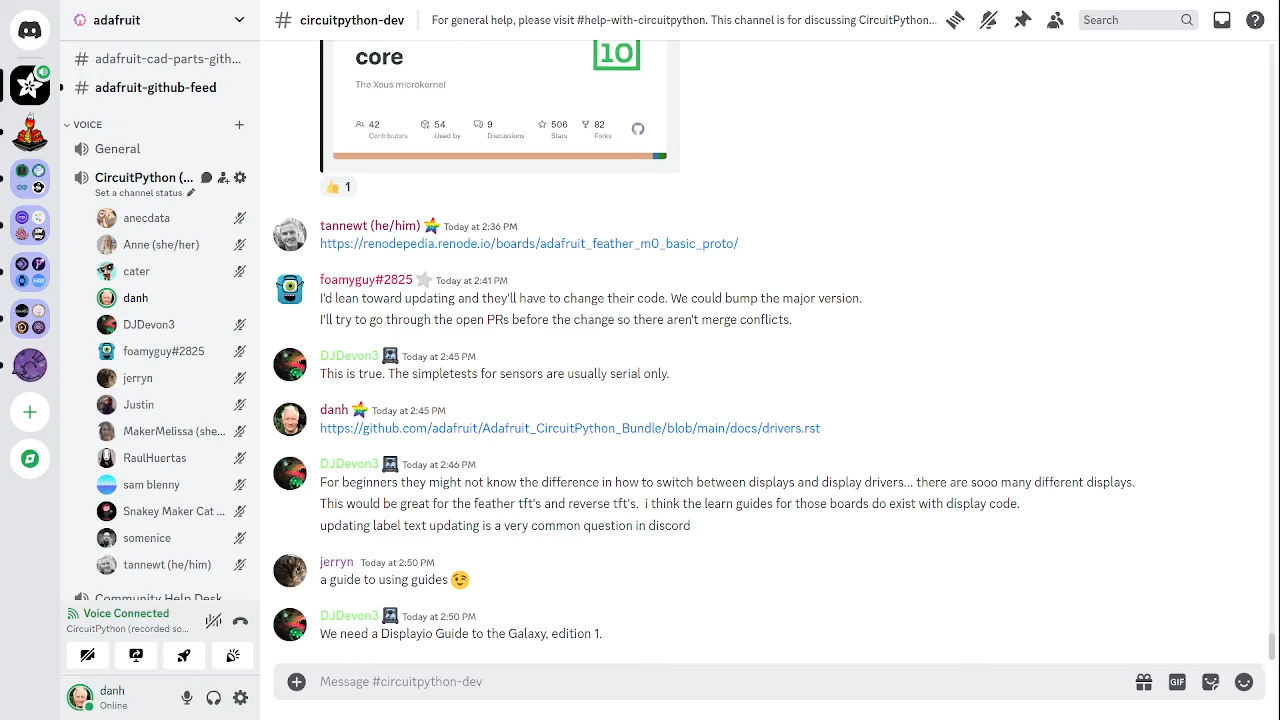 adafruit
# circuitpython-dev
For general help, please visit #help-with-circuitpython. This channel is for discussing CircuitPython...
Search
# adafruit-cad-parts-gith...
# adafruit-github-feed
VOICE
General
CircuitPython (...
Set a channel status
anecdata
Anne (she/her)
cater
danh
DJDevon3
foamyguy#2825
jerryn
Justin
MakerMelissa (she...
RaulHuertas
sam blenny
Snakey Maker Cat ...
somenice
tannewt (he/him)
Community Help Desk
Voice Connected
CircuitPython (recorded so...
danh
Online
core
10
The Xous microkernel
42 Contributors
54 Used by
9 Discussions
506 Stars
82 Forks
👍 1
tannewt (he/him) Today at 2:36 PM
https://renodepedia.renode.io/boards/adafruit_feather_m0_basic_proto/
foamyguy#2825 Today at 2:41 PM
I'd lean toward updating and they'll have to change their code. We could bump the major version.
I'll try to go through the open PRs before the change so there aren't merge conflicts.
DJDevon3 Today at 2:45 PM
This is true. The simpletests for sensors are usually serial only.
danh Today at 2:45 PM
https://github.com/adafruit/Adafruit_CircuitPython_Bundle/blob/main/docs/drivers.rst
DJDevon3 Today at 2:46 PM
For beginners they might not know the difference in how to switch between displays and display drivers... there are sooo many different displays.
This would be great for the feather tft's and reverse tft's. i think the learn guides for those boards do exist with display code.
updating label text updating is a very common question in discord
jerryn Today at 2:50 PM
a guide to using guides 😉
DJDevon3 Today at 2:50 PM
We need a Displayio Guide to the Galaxy, edition 1.
Message #circuitpython-dev
GIF